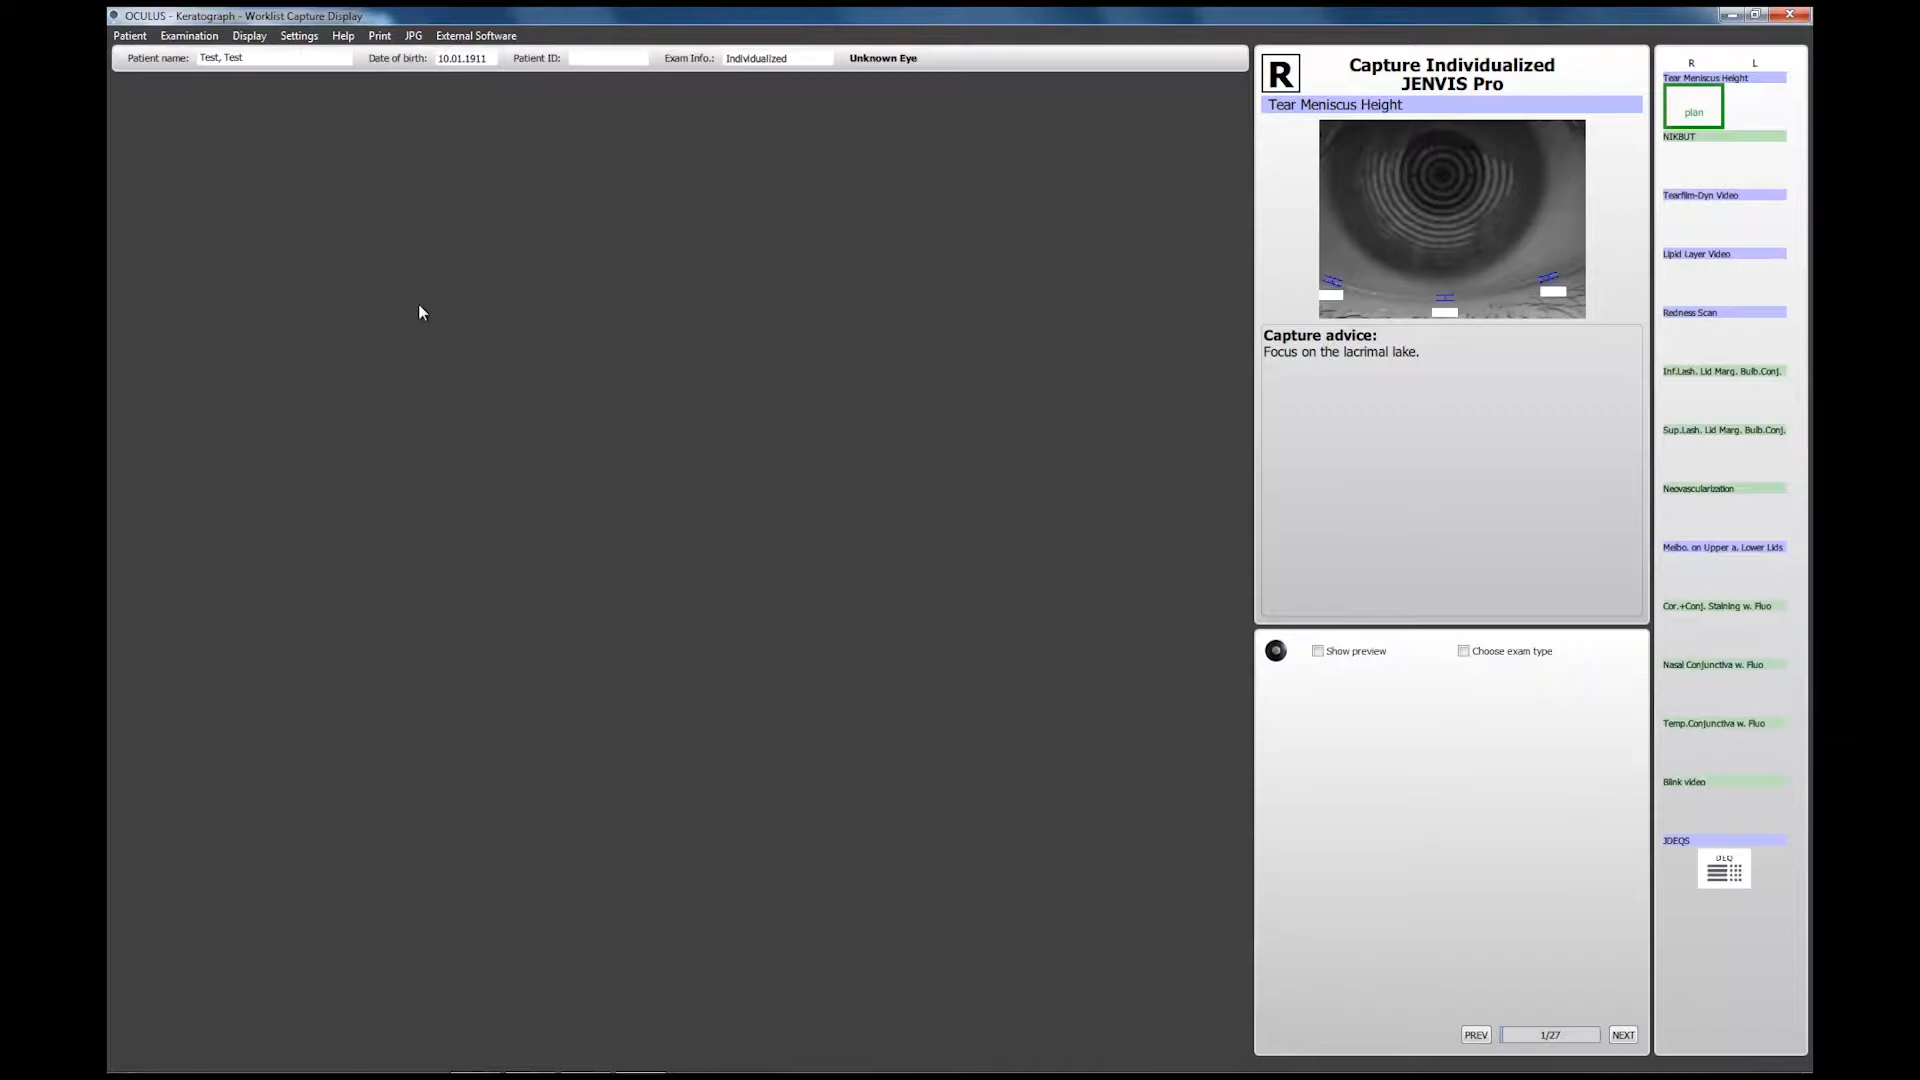 OCULUS - Keratograph - Worklist Capture Display
Patient Examination Display Settings Help Print JPG External Software
Patient name: Test, Test Date of birth: 10.01.1911 Patient ID: Exam Info.: Individualized Unknown Eye
R
Capture Individualized
JENVIS Pro
Tear Meniscus Height
Capture advice:
Focus on the lacrimal lake.
Show preview Choose exam type
PREV 1/27 NEXT
R L
Tear Meniscus Height
plan
NIKBUT
Tearfilm-Dyn Video
Lipid Layer Video
Redness Scan
Inf.Lash. Lid Marg. Bulb.Conj.
Sup.Lash. Lid Marg. Bulb.Conj.
Neovascularization
Meibo. on Upper a. Lower Lids
Cor.+Conj. Staining w. Fluo
Nasal Conjunctiva w. Fluo
Temp.Conjunctiva w. Fluo
Blink video
JDEQS
DEQ